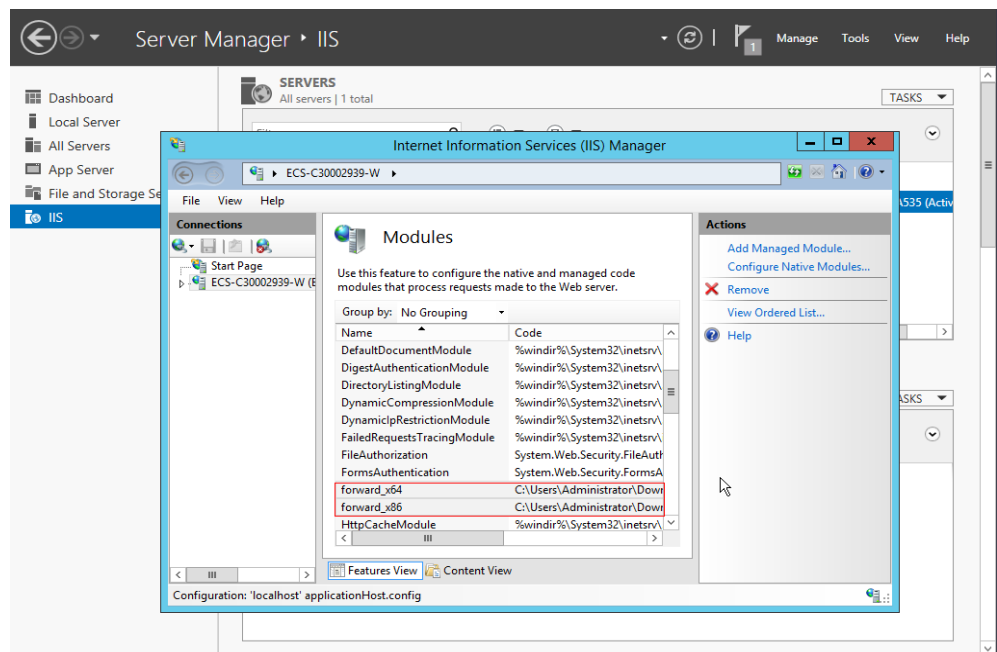 Server Manager ‣ IIS
1
Manage Tools View Help
Dashboard
Local Server
All Servers
App Server
File and Storage Se
IIS
SERVERS
All servers | 1 total
TASKS
Internet Information Services (IIS) Manager
x
ECS-C30002939-W
File View Help
\535 (Activ
Connections
Start Page
ECS-C30002939-W (E
Modules
Use this feature to configure the native and managed code
modules that process requests made to the Web server.
Group by: No Grouping
Name Code
DefaultDocumentModule %windir%\System32\inetsrv\
DigestAuthenticationModule %windir%\System32\inetsrv\
DirectoryListingModule %windir%\System32\inetsrv\
DynamicCompressionModule %windir%\System32\inetsrv\
DynamicIpRestrictionModule %windir%\System32\inetsrv\
FailedRequestsTracingModule %windir%\System32\inetsrv\
FileAuthorization System.Web.Security.FileAuth
FormsAuthentication System.Web.Security.FormsA
forward_x64 C:\Users\Administrator\Down
forward_x86 C:\Users\Administrator\Down
HttpCacheModule %windir%\System32\inetsrv\
Actions
Add Managed Module...
Configure Native Modules...
Remove
View Ordered List...
Help
ASKS
Features View Content View
Configuration: 'localhost' applicationHost.config